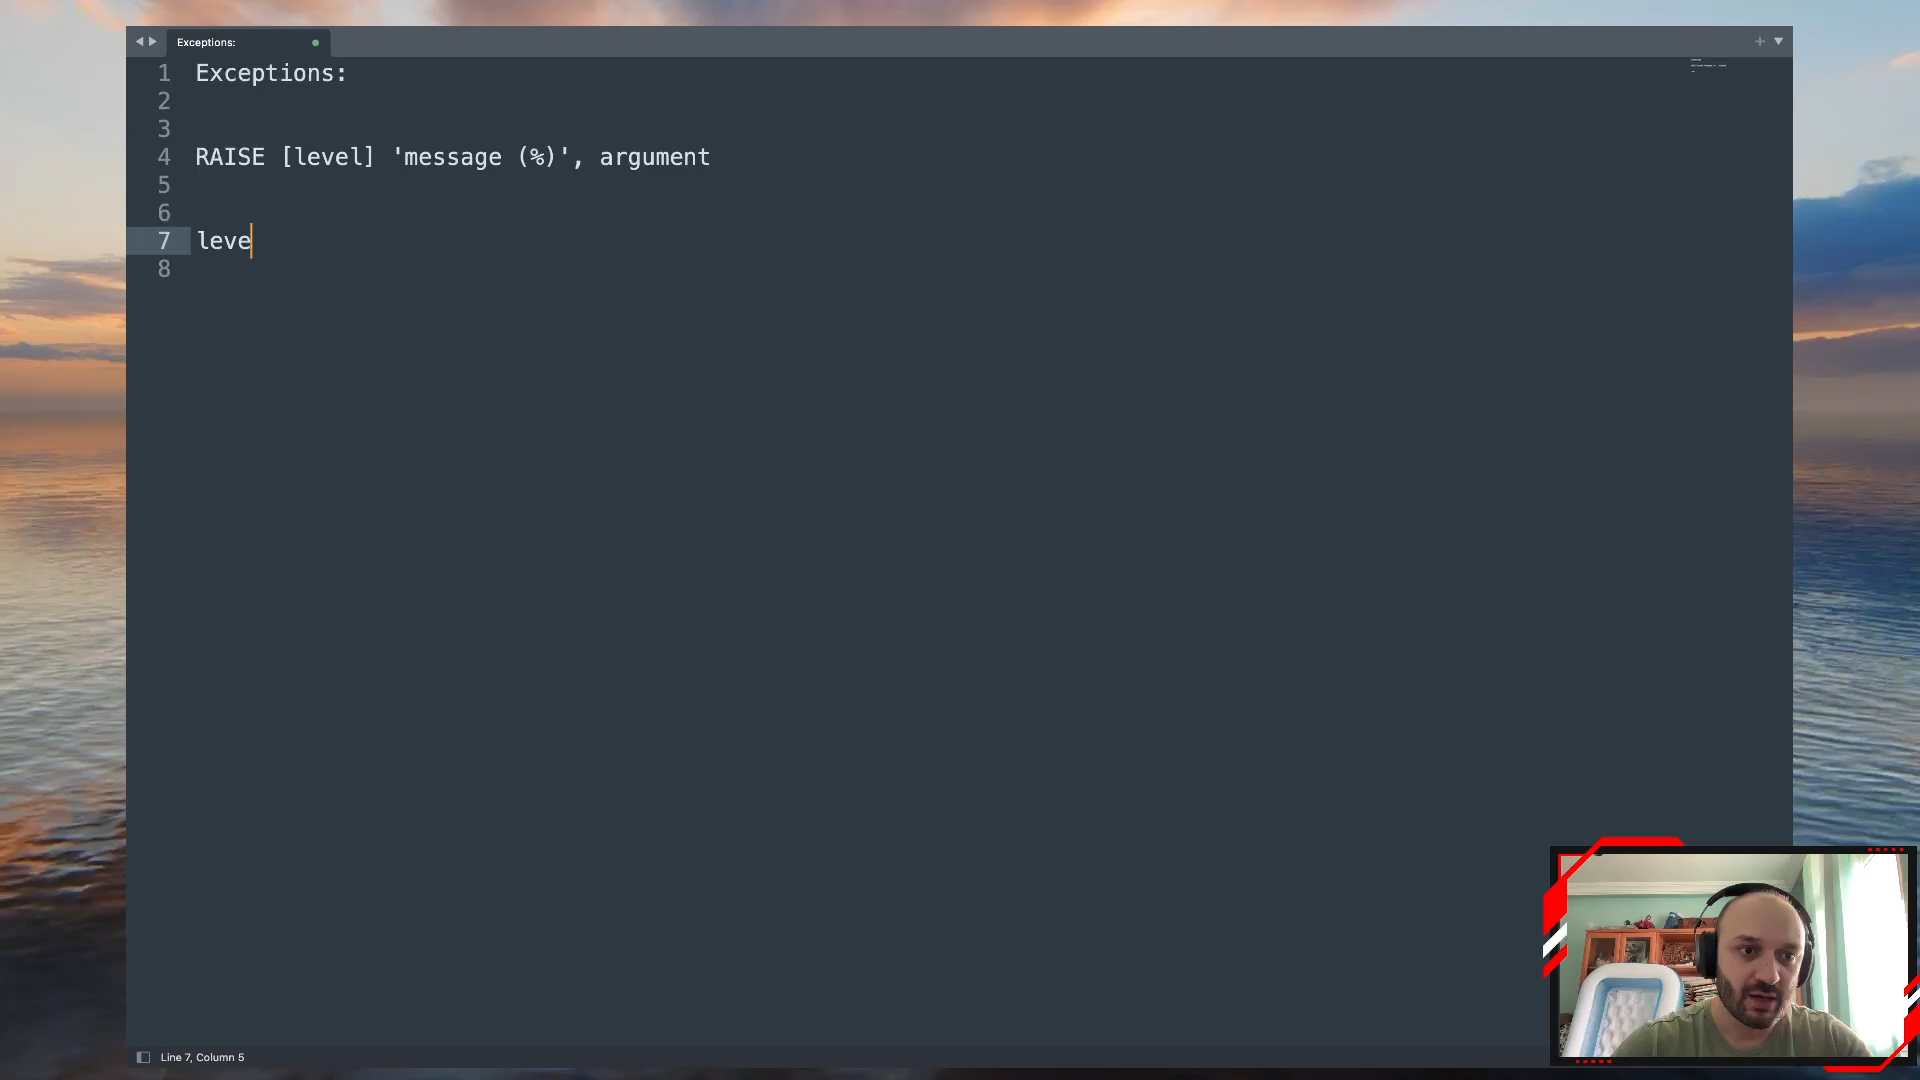 Exceptions:
1 Exceptions:
2
3
4 RAISE [level] 'message (%)', argument
5
6
7 leve
8
Line 7, Column 5